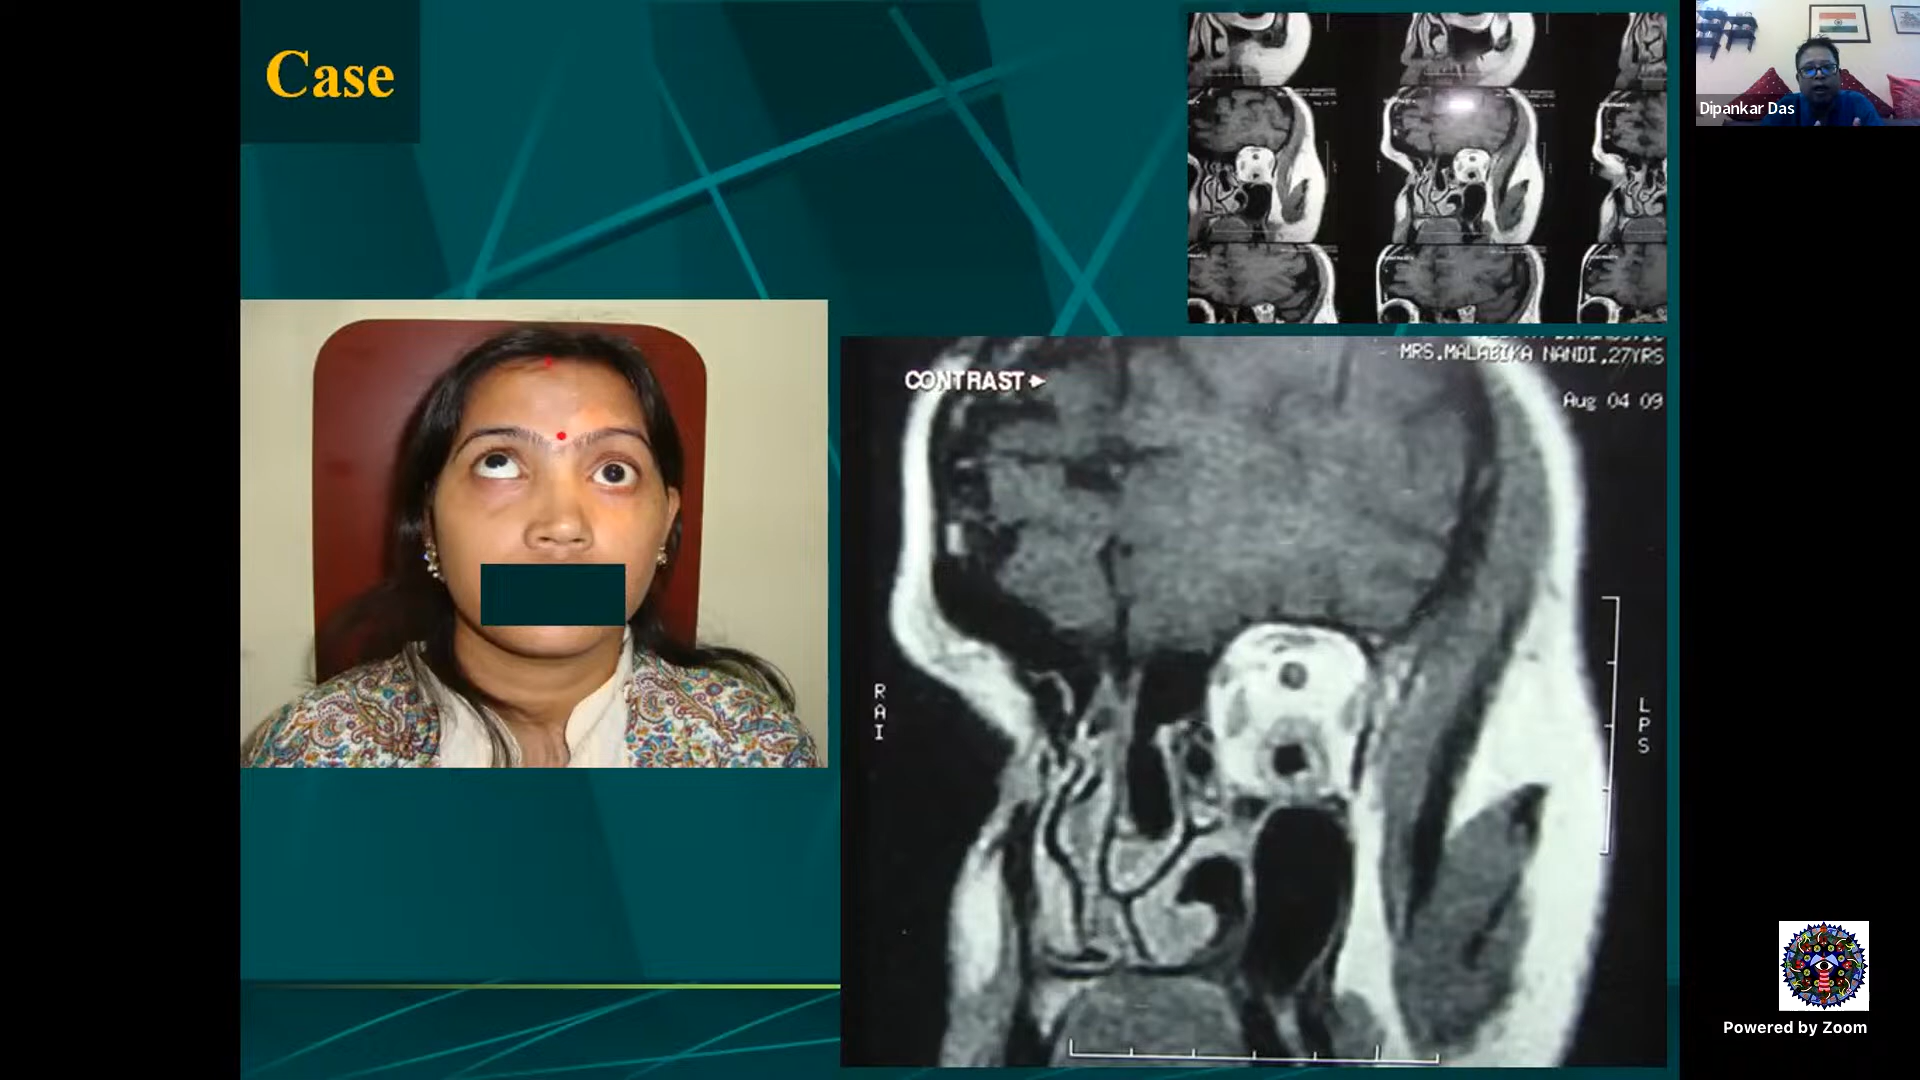 Case
Dipankar Das
CONTRAST
MRS.MALABIKA NANDI,27YRS
Aug 04 09
R
A
I
L
P
S
Powered by Zoom